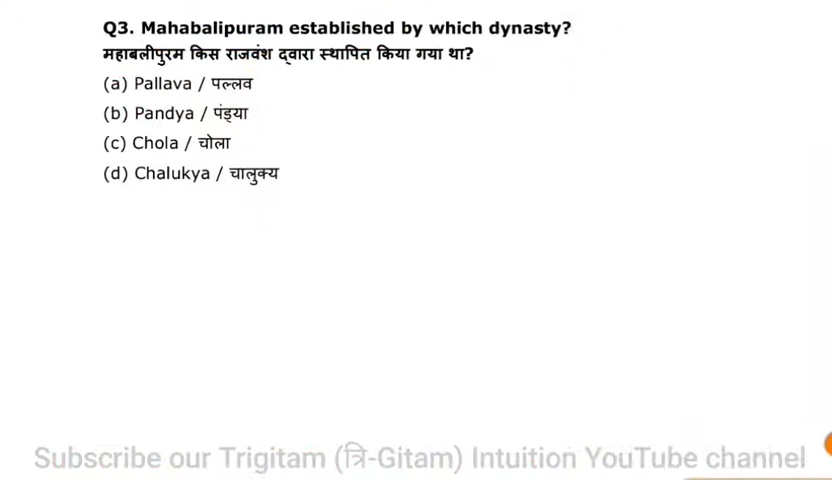 Q3. Mahabalipuram established by which dynasty?
महाबलीपुरम किस राजवंश द्वारा स्थापित किया गया था?
(a) Pallava / पल्लव
(b) Pandya / पंड्या
(c) Chola / चोला
(d) Chalukya / चालुक्य
Subscribe our Trigitam (त्रि-Gitam) Intuition YouTube channel